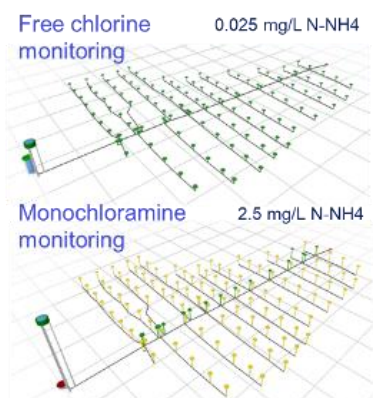 Free chlorine
monitoring
0.025 mg/L N-NH4
Monochloramine
monitoring
2.5 mg/L N-NH4